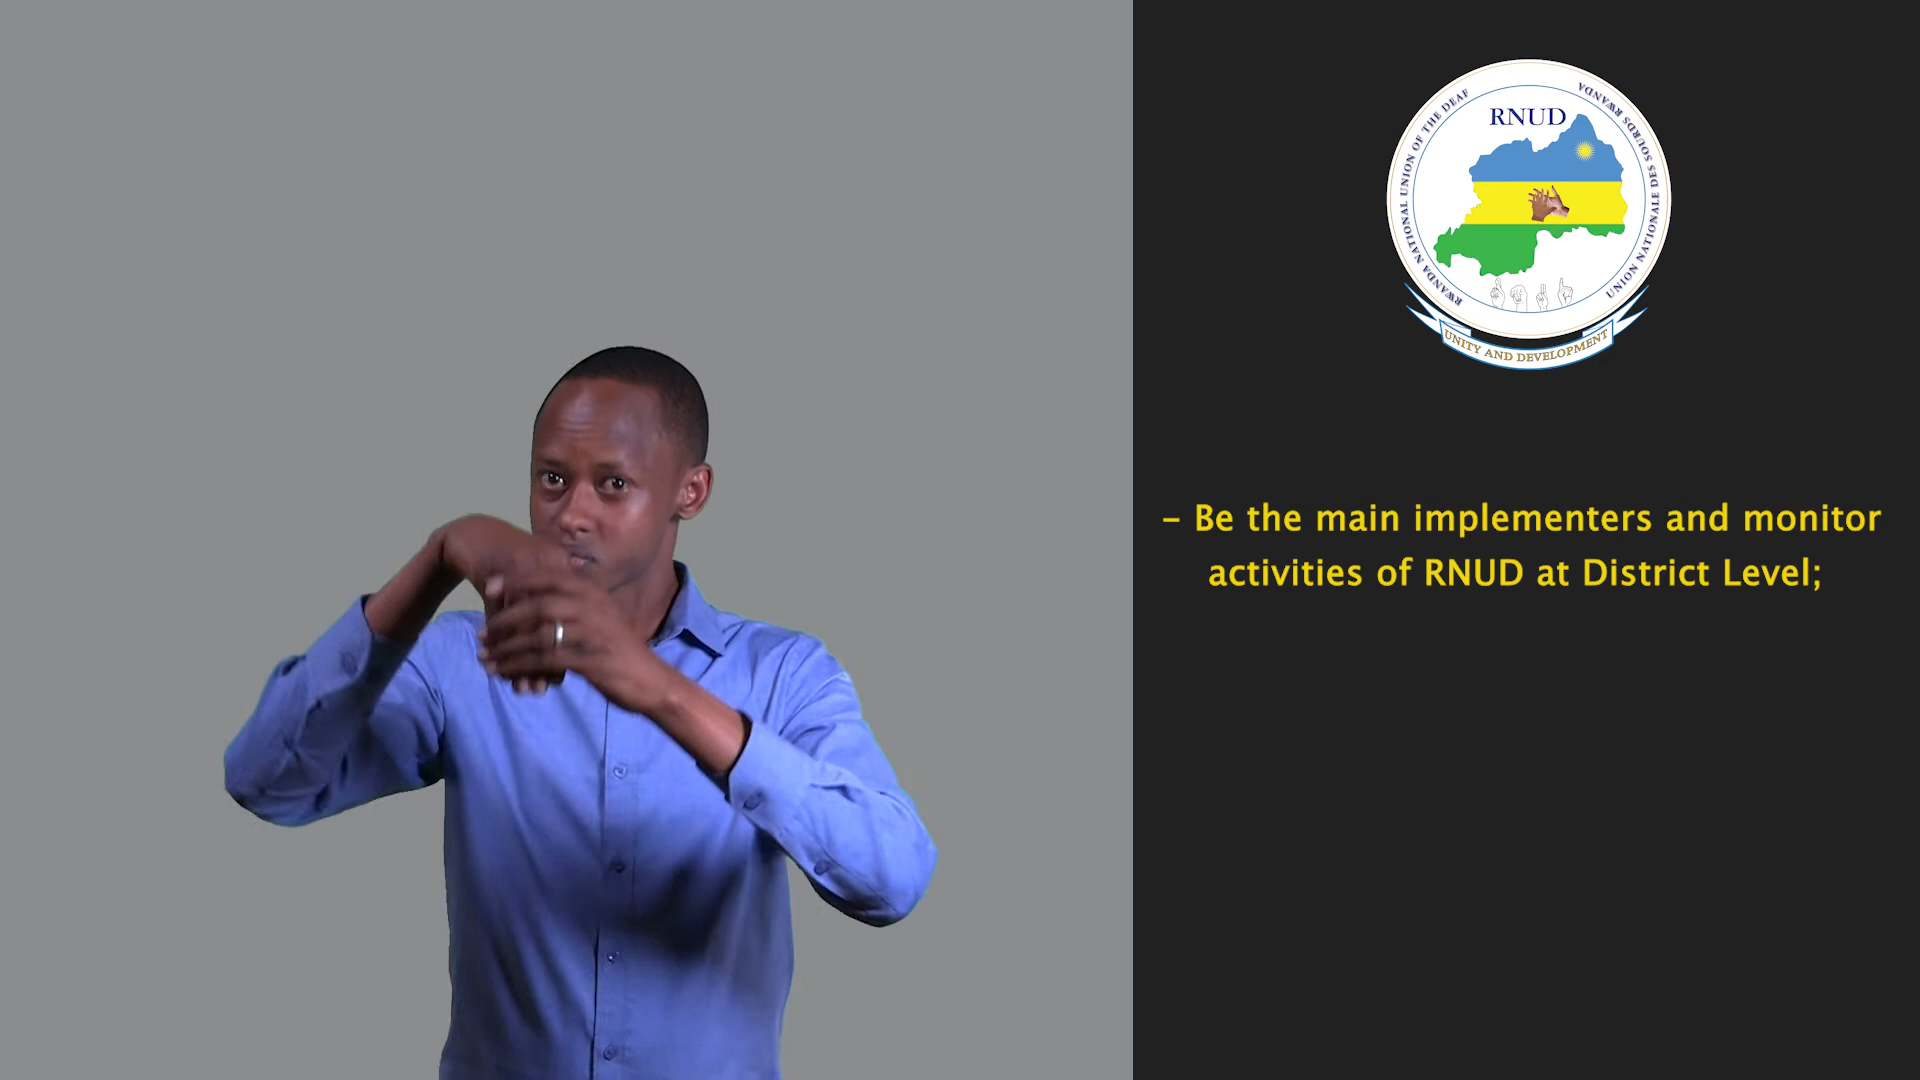 RNUD
RWANDA NATIONAL UNION OF THE DEAF
UNION NATIONALE DES SOURDS RWANDA
UNITY AND DEVELOPMENT
– Be the main implementers and monitor
activities of RNUD at District Level;